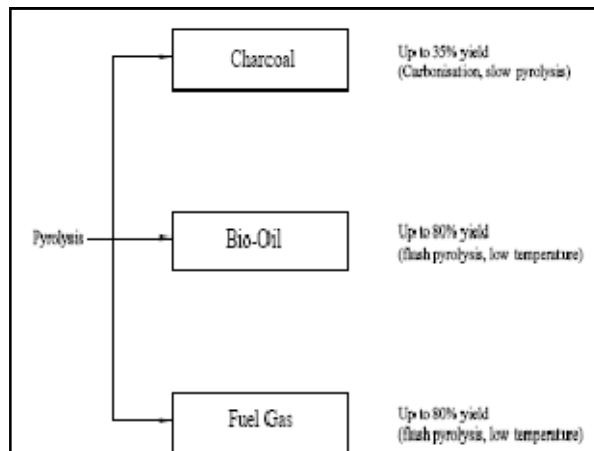 Charcoal
Up to 35% yield
(Carbonisation, slow pyrolysis)
Pyrolysis
Bio-Oil
Up to 80% yield
(flash pyrolysis, low temperature)
Fuel Gas
Up to 80% yield
(flash pyrolysis, low temperature)